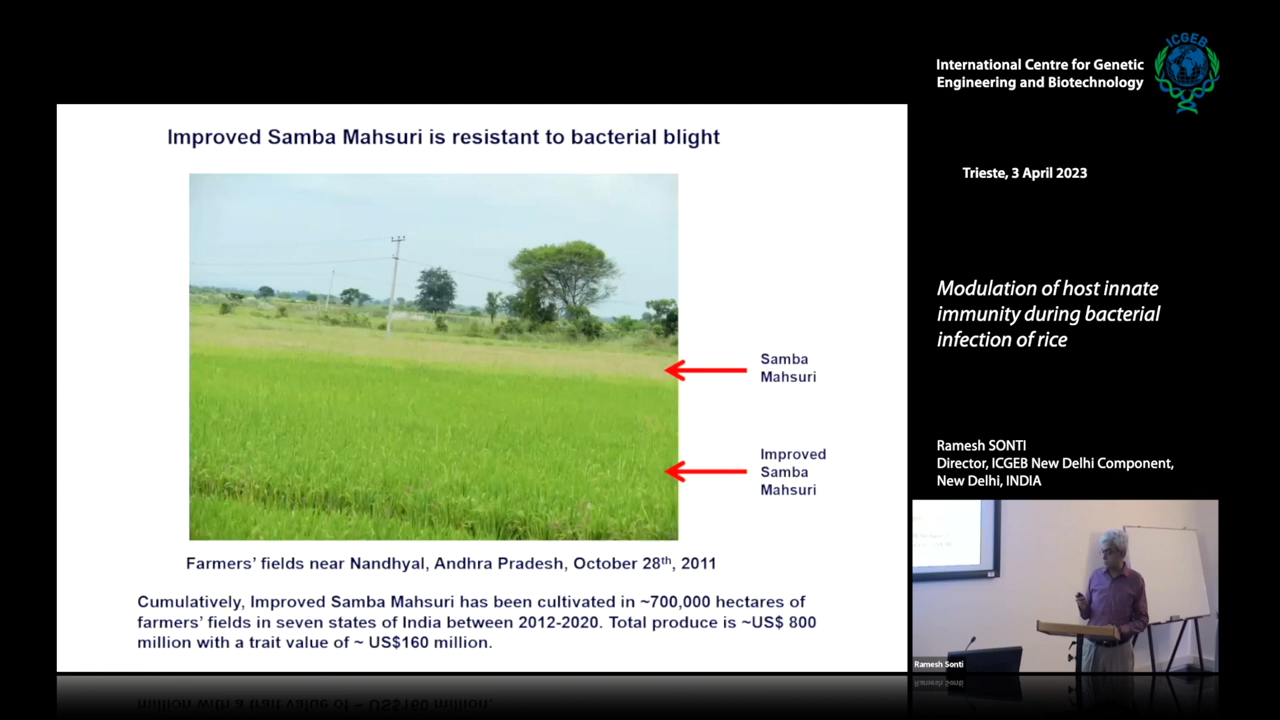 ICGEB
International Centre for Genetic
Engineering and Biotechnology
Trieste, 3 April 2023
Improved Samba Mahsuri is resistant to bacterial blight
Samba
Mahsuri
Improved
Samba
Mahsuri
Farmers' fields near Nandhyal, Andhra Pradesh, October 28th, 2011
Cumulatively, Improved Samba Mahsuri has been cultivated in ~700,000 hectares of
farmers' fields in seven states of India between 2012-2020. Total produce is ~US$ 800
million with a trait value of ~ US$160 million.
Modulation of host innate
immunity during bacterial
infection of rice
Ramesh SONTI
Director, ICGEB New Delhi Component,
New Delhi, INDIA
Ramesh Sonti